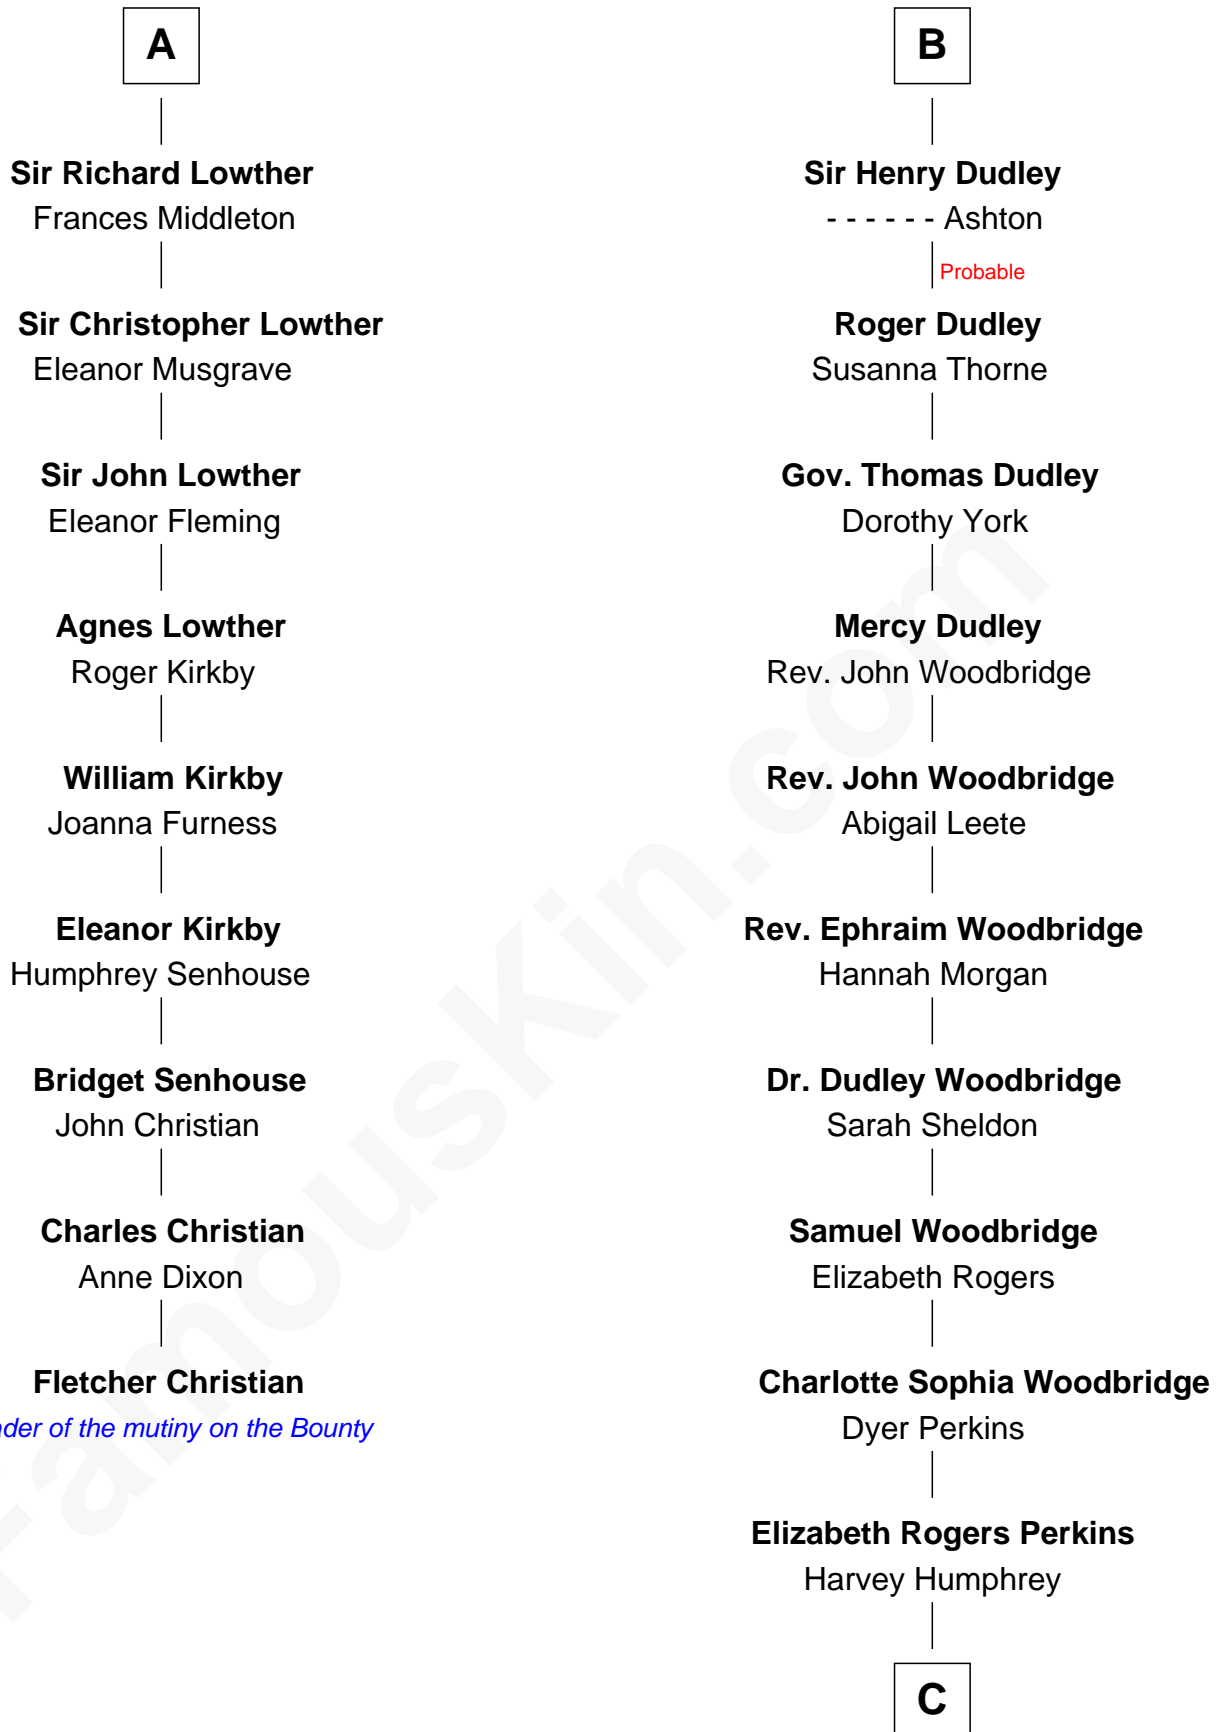 A
Sir Richard Lowther
Frances Middleton
Sir Christopher Lowther
Eleanor Musgrave
Sir John Lowther
Eleanor Fleming
Agnes Lowther
Roger Kirkby
William Kirkby
Joanna Furness
Eleanor Kirkby
Humphrey Senhouse
Bridget Senhouse
John Christian
Charles Christian
Anne Dixon
Fletcher Christian
ader of the mutiny on the Bounty
B
Sir Henry Dudley
- - - - - - Ashton
Probable
Roger Dudley
Susanna Thorne
Gov. Thomas Dudley
Dorothy York
Mercy Dudley
Rev. John Woodbridge
Rev. John Woodbridge
Abigail Leete
Rev. Ephraim Woodbridge
Hannah Morgan
Dr. Dudley Woodbridge
Sarah Sheldon
Samuel Woodbridge
Elizabeth Rogers
Charlotte Sophia Woodbridge
Dyer Perkins
Elizabeth Rogers Perkins
Harvey Humphrey
C
FamousKin.com